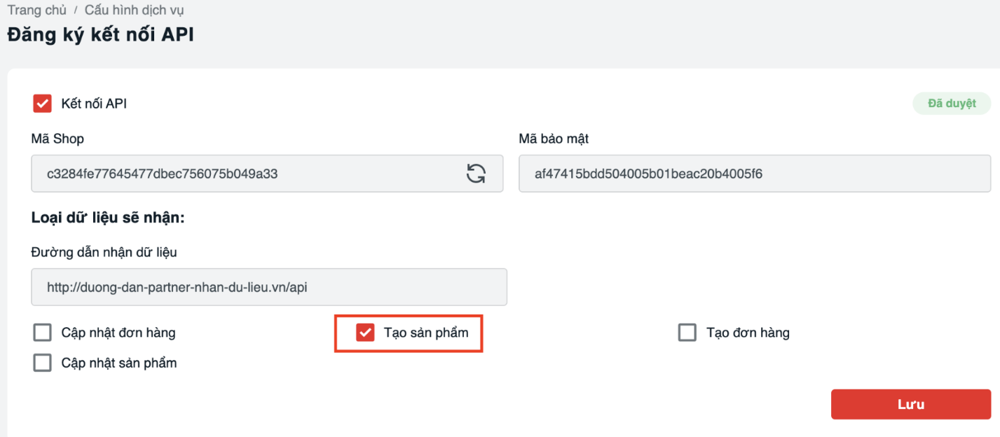 Trang chủ / Cấu hình dịch vụ
Đăng ký kết nối API
Kết nối API
Đã duyệt
Mã Shop
Mã bảo mật
c3284fe77645477dbec756075b049a33
af47415bdd504005b01beac20b4005f6
Loại dữ liệu sẽ nhận:
Đường dẫn nhận dữ liệu
http://duong-dan-partner-nhan-du-lieu.vn/api
Cập nhật đơn hàng
Tạo sản phẩm
Tạo đơn hàng
Cập nhật sản phẩm
Lưu